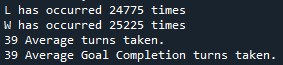 L has occurred 24775 times
W has occurred 25225 times
39 Average turns taken.
39 Average Goal Completion turns taken.